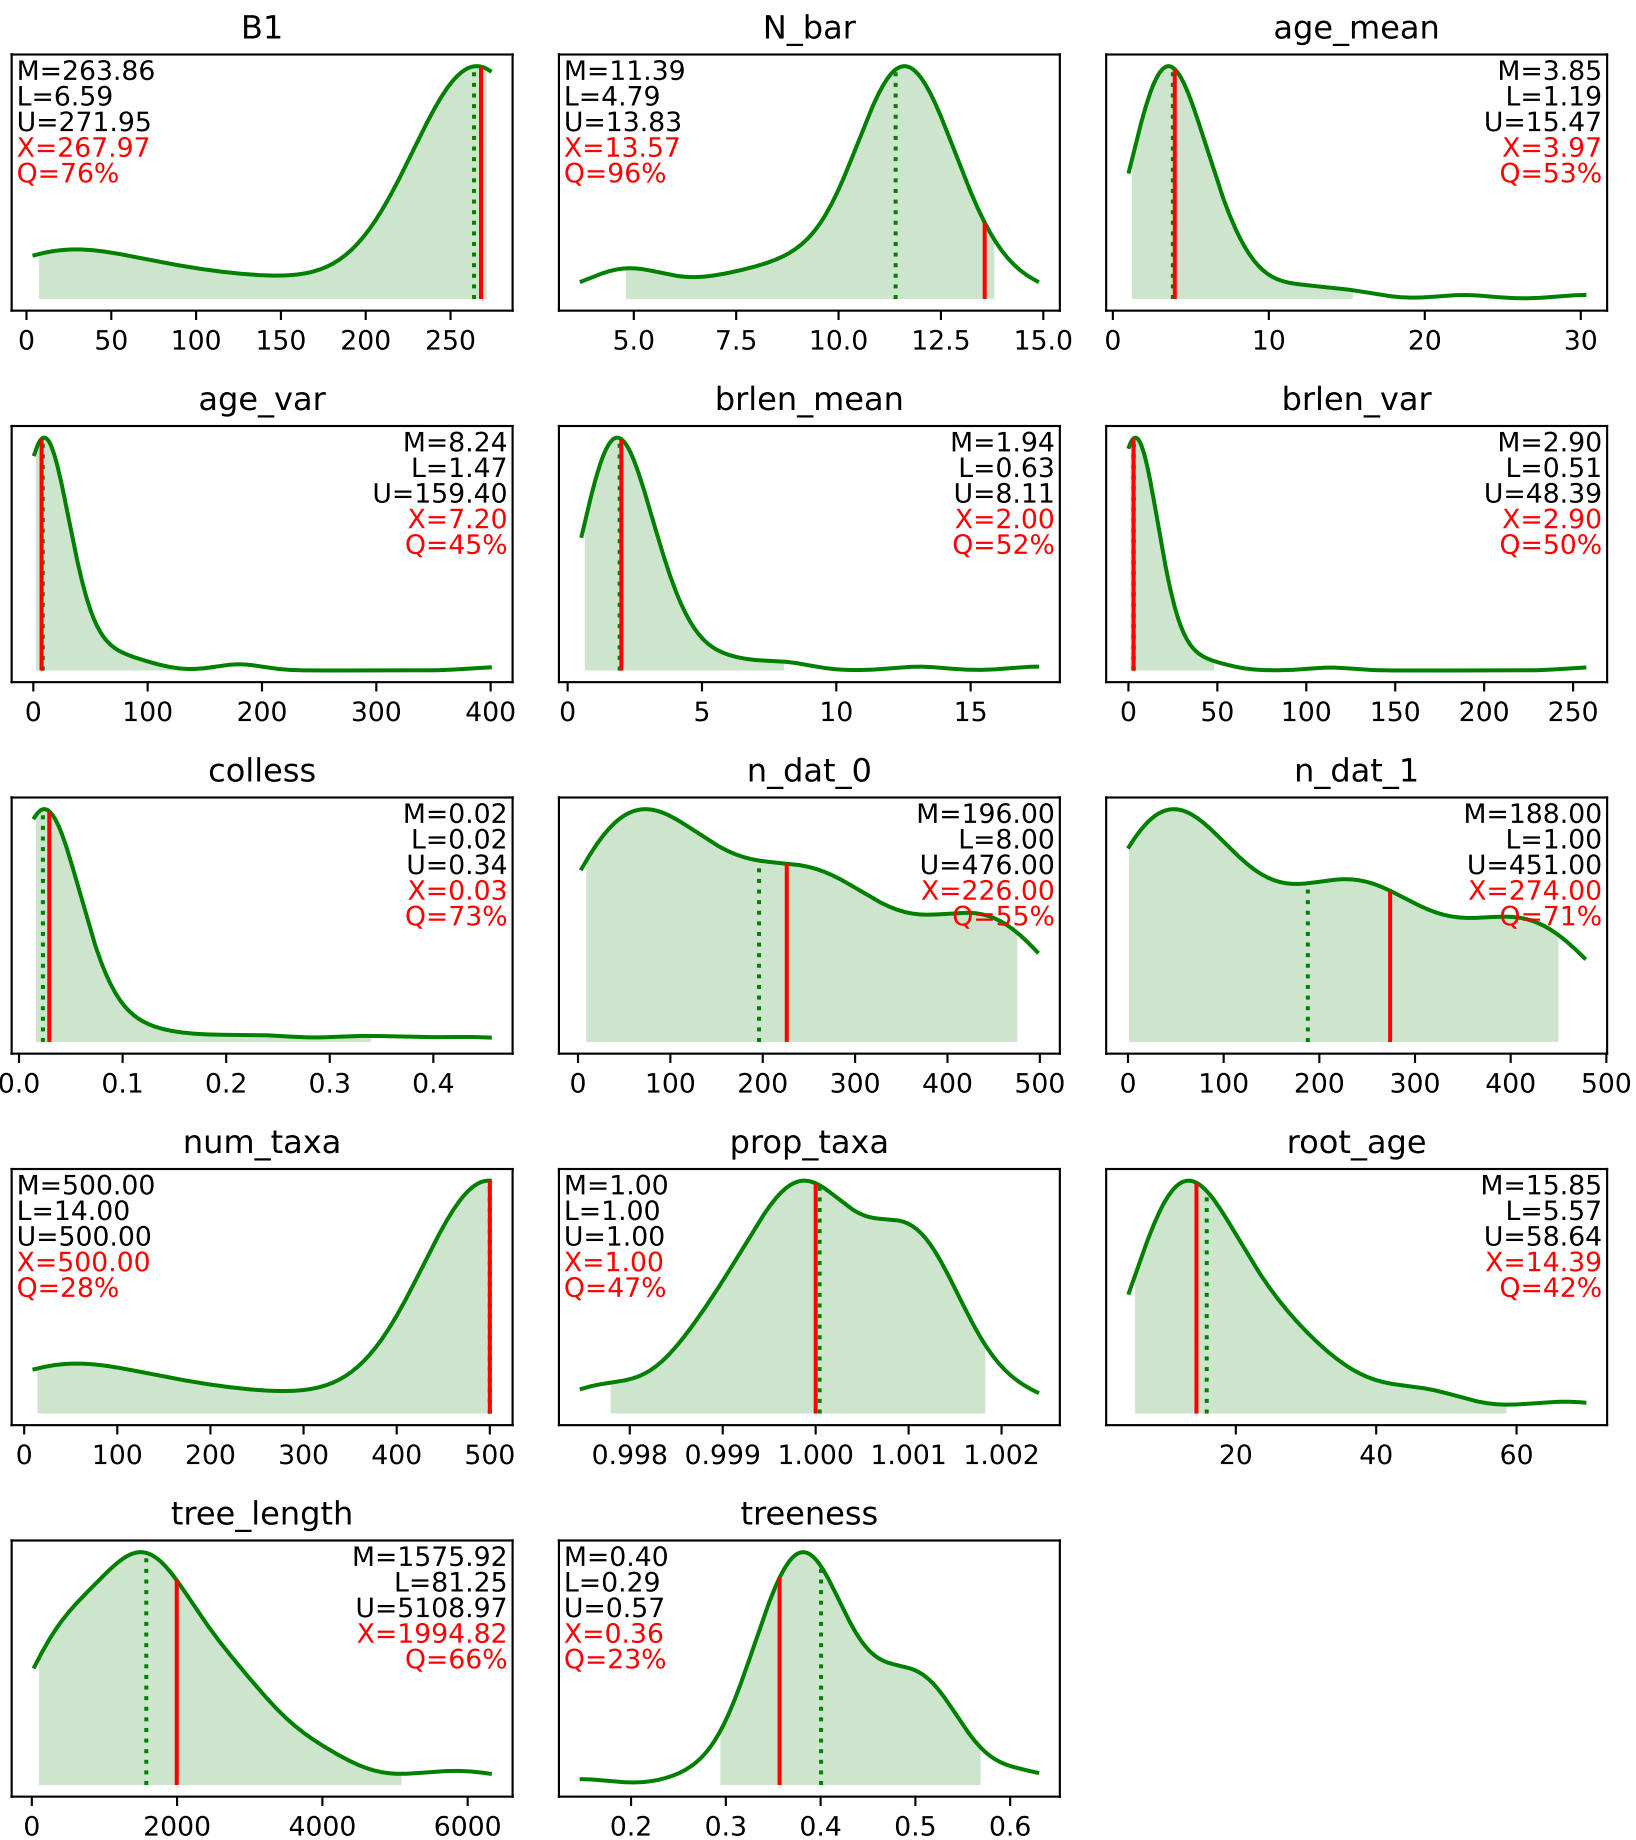 B1
M=263.86
L=6.59
U=271.95
X=267.97
Q=76%
0 50 100 150 200 250
N_bar
M=11.39
L=4.79
U=13.83
X=13.57
Q=96%
5.0 7.5 10.0 12.5 15.0
age_mean
M=3.85
L=1.19
U=15.47
X=3.97
Q=53%
0 10 20 30
age_var
M=8.24
L=1.47
U=159.40
X=7.20
Q=45%
0 100 200 300 400
brlen_mean
M=1.94
L=0.63
U=8.11
X=2.00
Q=52%
0 5 10 15
brlen_var
M=2.90
L=0.51
U=48.39
X=2.90
Q=50%
0 50 100 150 200 250
colless
M=0.02
L=0.02
U=0.34
X=0.03
Q=73%
0.0 0.1 0.2 0.3 0.4
n_dat_0
M=196.00
L=8.00
U=476.00
X=226.00
Q=55%
0 100 200 300 400 500
n_dat_1
M=188.00
L=1.00
U=451.00
X=274.00
Q=71%
0 100 200 300 400 500
num_taxa
M=500.00
L=14.00
U=500.00
X=500.00
Q=28%
0 100 200 300 400 500
prop_taxa
M=1.00
L=1.00
U=1.00
X=1.00
Q=47%
0.998 0.999 1.000 1.001 1.002
root_age
M=15.85
L=5.57
U=58.64
X=14.39
Q=42%
20 40 60
tree_length
M=1575.92
L=81.25
U=5108.97
X=1994.82
Q=66%
0 2000 4000 6000
treeness
M=0.40
L=0.29
U=0.57
X=0.36
Q=23%
0.2 0.3 0.4 0.5 0.6